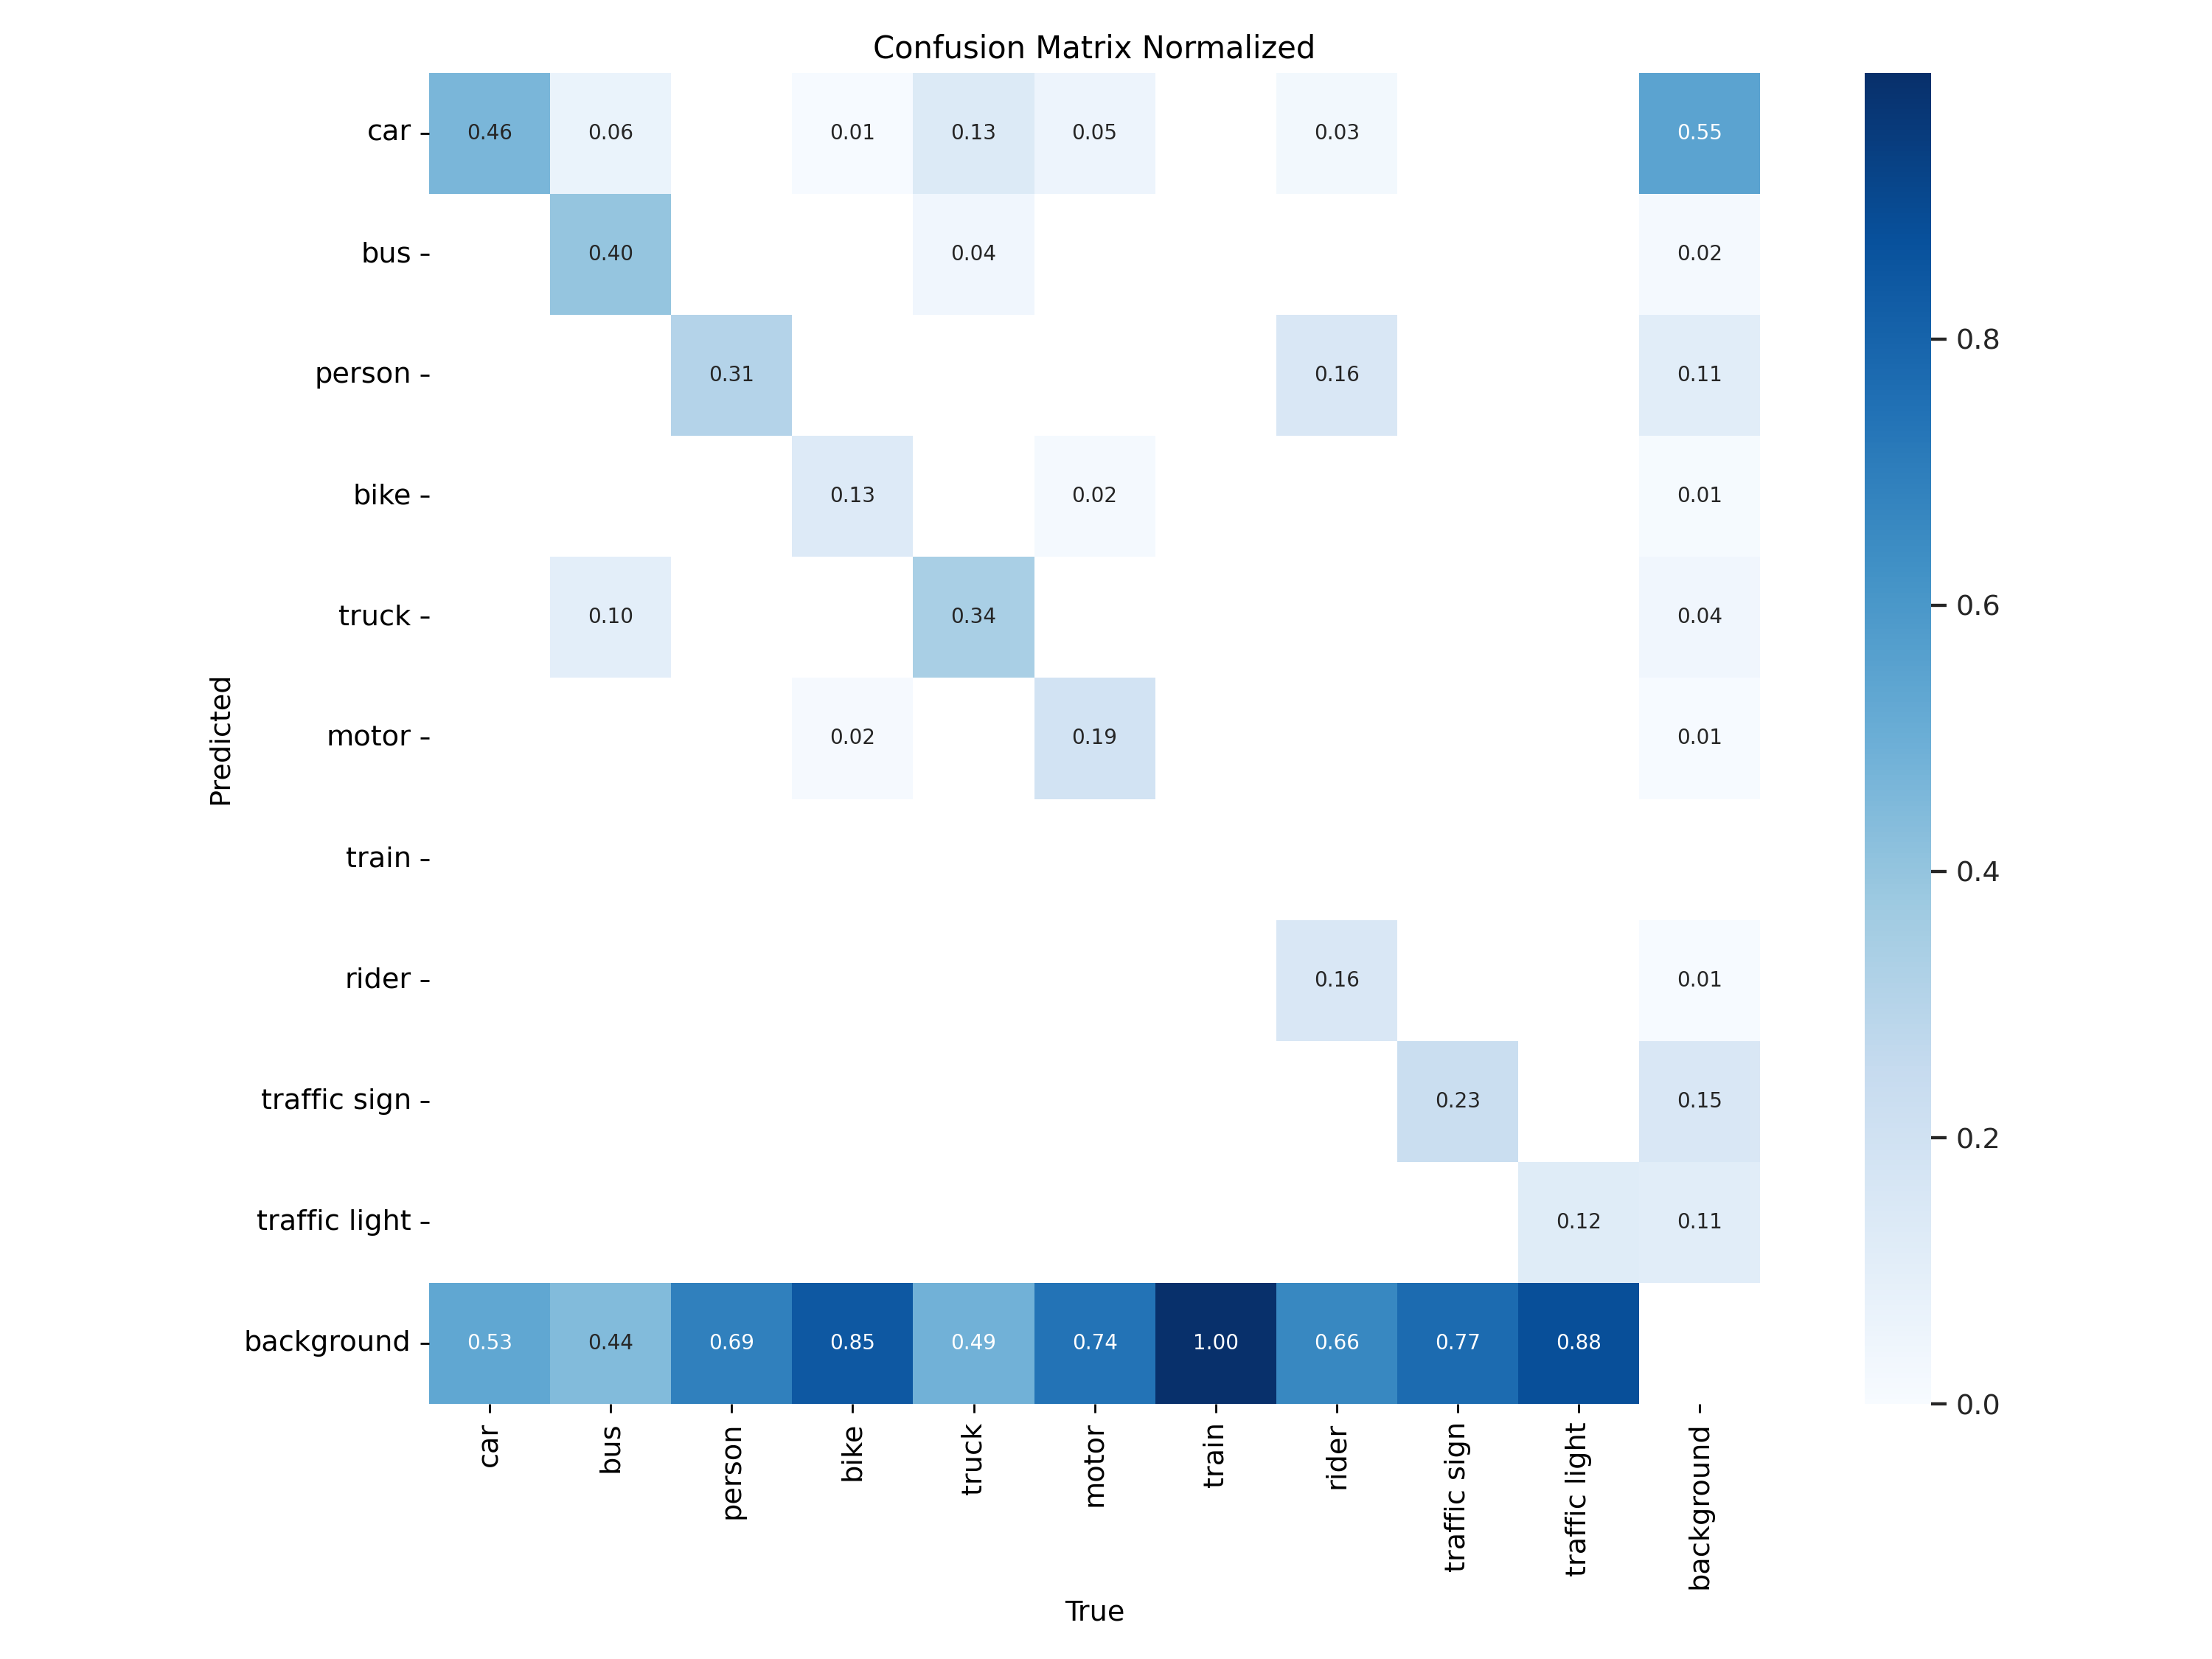 Confusion Matrix Normalized
car 0.46 0.06 0.01 0.13 0.05 0.03 0.55
bus 0.40 0.04 0.02
person 0.31 0.16 0.11
bike 0.13 0.02 0.01
truck 0.10 0.34 0.04
motor 0.02 0.19 0.01
train
rider 0.16 0.01
traffic sign 0.23 0.15
traffic light 0.12 0.11
background 0.53 0.44 0.69 0.85 0.49 0.74 1.00 0.66 0.77 0.88
Predicted
car bus person bike truck motor train rider traffic sign traffic light background
True
0.8
0.6
0.4
0.2
0.0